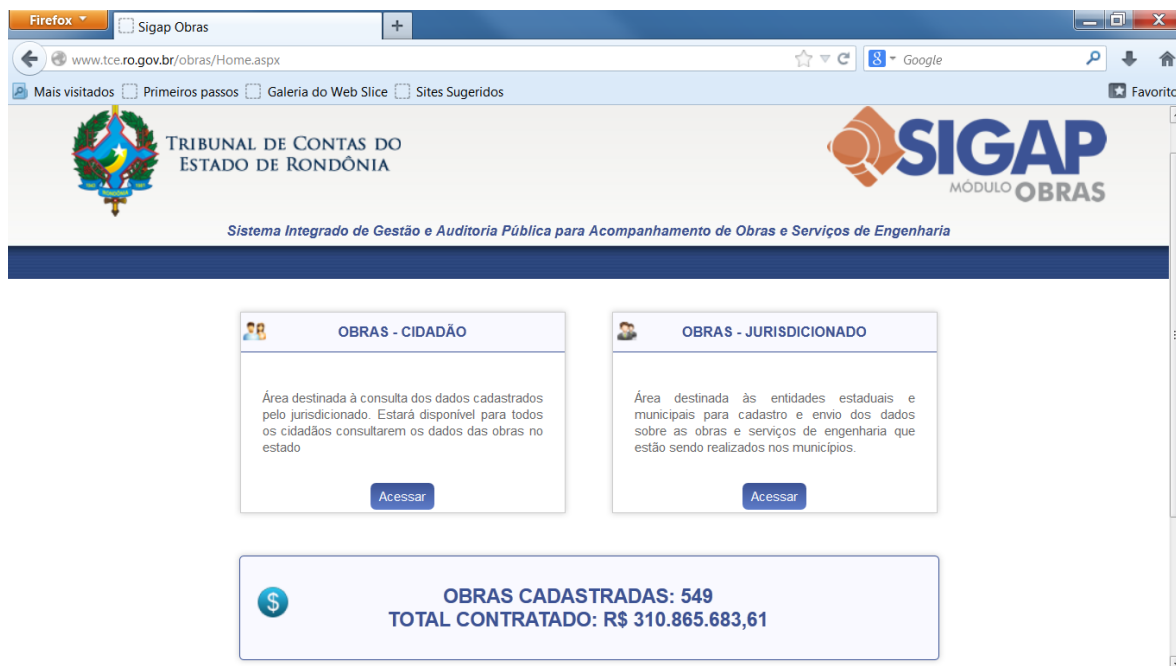 Firefox
Sigap Obras
www.tce.ro.gov.br/obras/Home.aspx
Google
Mais visitados
Primeiros passos
Galeria do Web Slice
Sites Sugeridos
Favorito
TRIBUNAL DE CONTAS DO
ESTADO DE RONDÔNIA
SIGAP
MÓDULO OBRAS
Sistema Integrado de Gestão e Auditoria Pública para Acompanhamento de Obras e Serviços de Engenharia
OBRAS - CIDADÃO
Área destinada à consulta dos dados cadastrados
pelo jurisdicionado. Estará disponível para todos
os cidadãos consultarem os dados das obras no
estado
Acessar
OBRAS - JURISDICIONADO
Área destinada às entidades estaduais e
municipais para cadastro e envio dos dados
sobre as obras e serviços de engenharia que
estão sendo realizados nos municípios.
Acessar
OBRAS CADASTRADAS: 549
TOTAL CONTRATADO: R$ 310.865.683,61